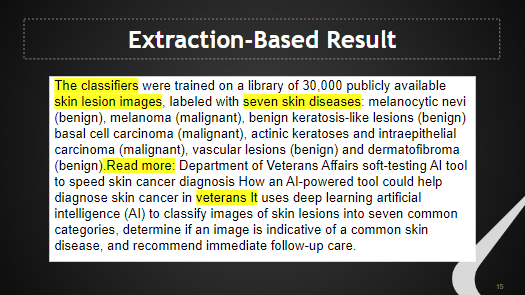 Extraction-Based Result
The classifiers were trained on a library of 30,000 publicly available
skin lesion images, labeled with seven skin diseases: melanocytic nevi
(benign), melanoma (malignant), benign keratosis-like lesions (benign)
basal cell carcinoma (malignant), actinic keratoses and intraepithelial
carcinoma (malignant), vascular lesions (benign) and dermatofibroma
(benign).Read more: Department of Veterans Affairs soft-testing AI tool
to speed skin cancer diagnosis How an AI-powered tool could help
diagnose skin cancer in veterans It uses deep learning artificial
intelligence (AI) to classify images of skin lesions into seven common
categories, determine if an image is indicative of a common skin
disease, and recommend immediate follow-up care.
15